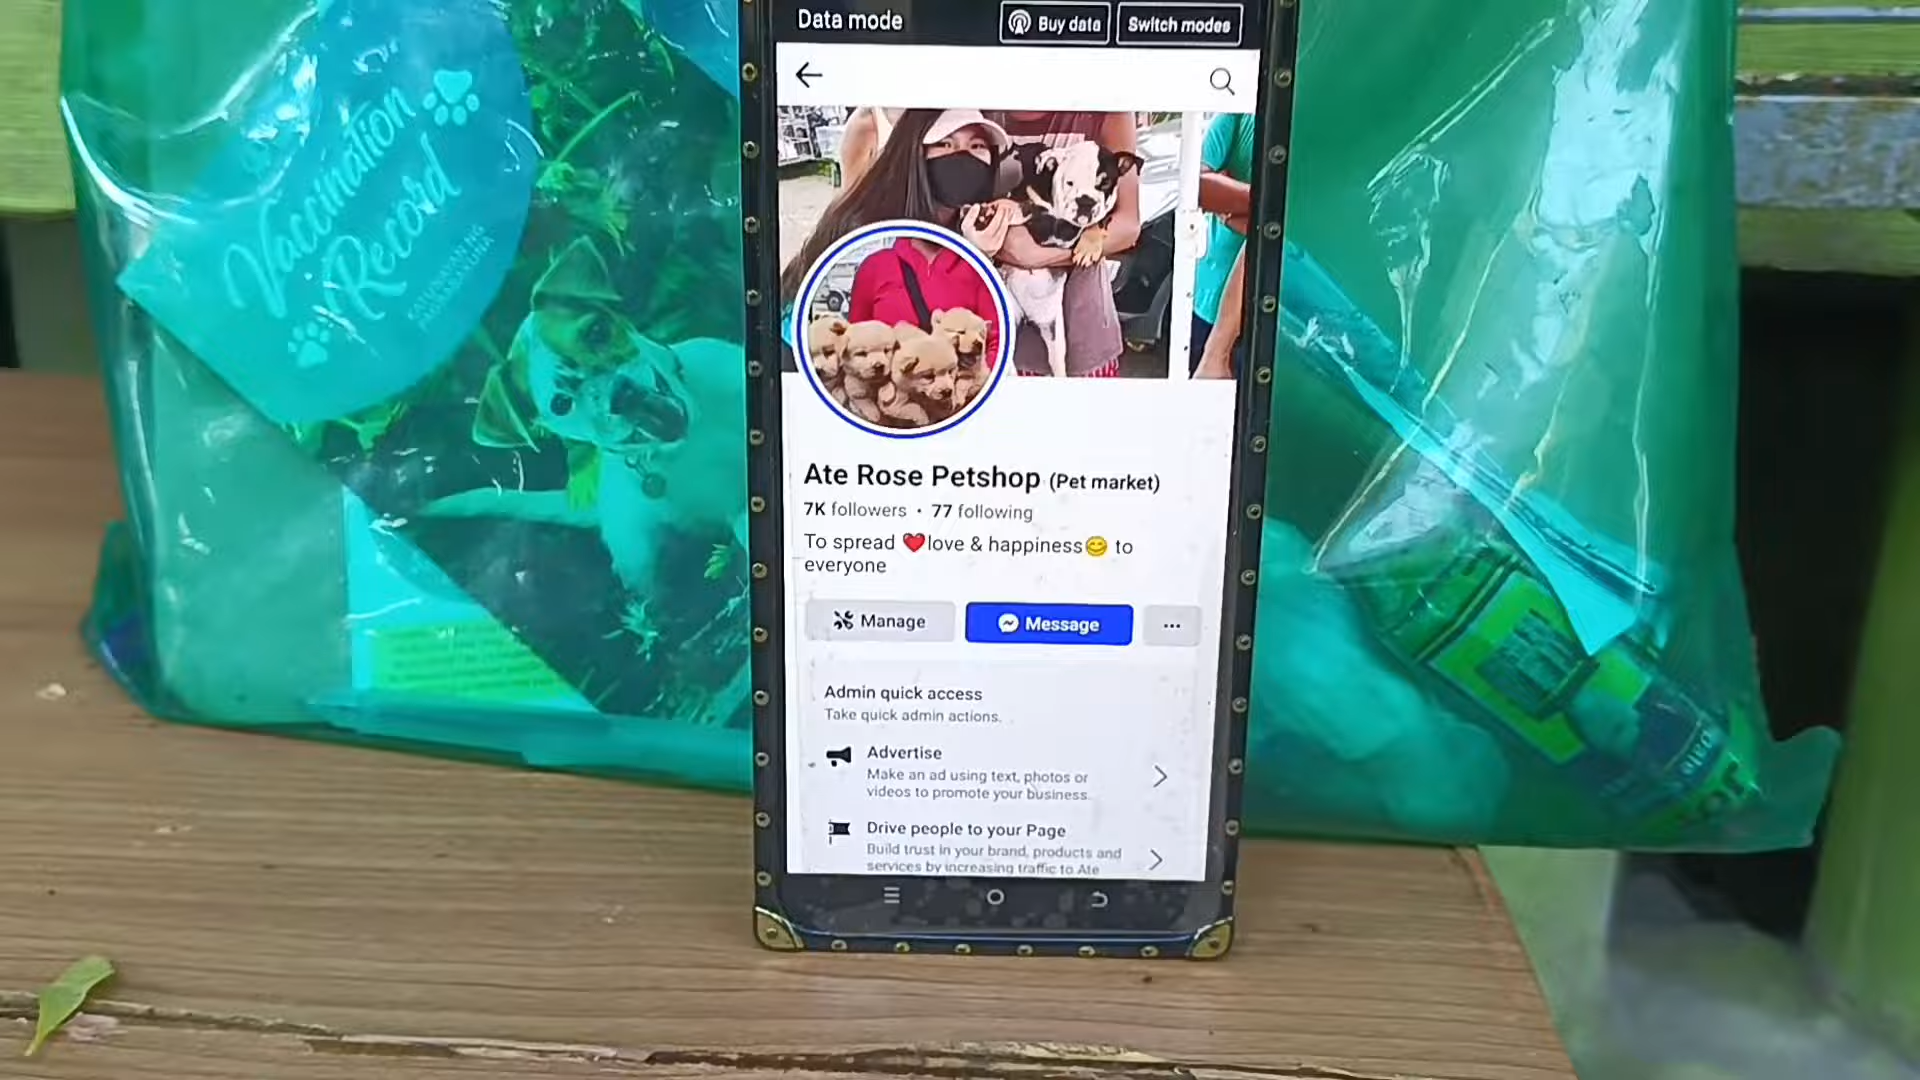 Data mode
Buy data
Switch modes
Vaccination
Record
Ate Rose Petshop (Pet market)
7K followers • 77 following
To spread ❤️love & happiness😊 to
everyone
Manage
Message
...
Admin quick access
Take quick admin actions.
Advertise
Make an ad using text, photos or
videos to promote your business.
Drive people to your Page
Build trust in your brand, products and
services by increasing traffic to Ate